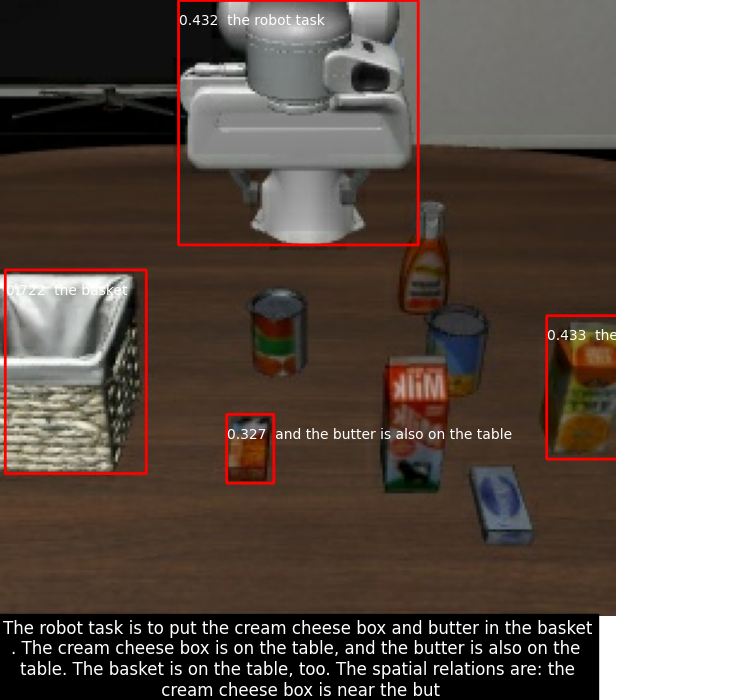 0.432 the robot task
0.722 the basket
0.433 the
Milk
0.327 and the butter is also on the table
The robot task is to put the cream cheese box and butter in the basket
. The cream cheese box is on the table, and the butter is also on the
table. The basket is on the table, too. The spatial relations are: the
cream cheese box is near the but